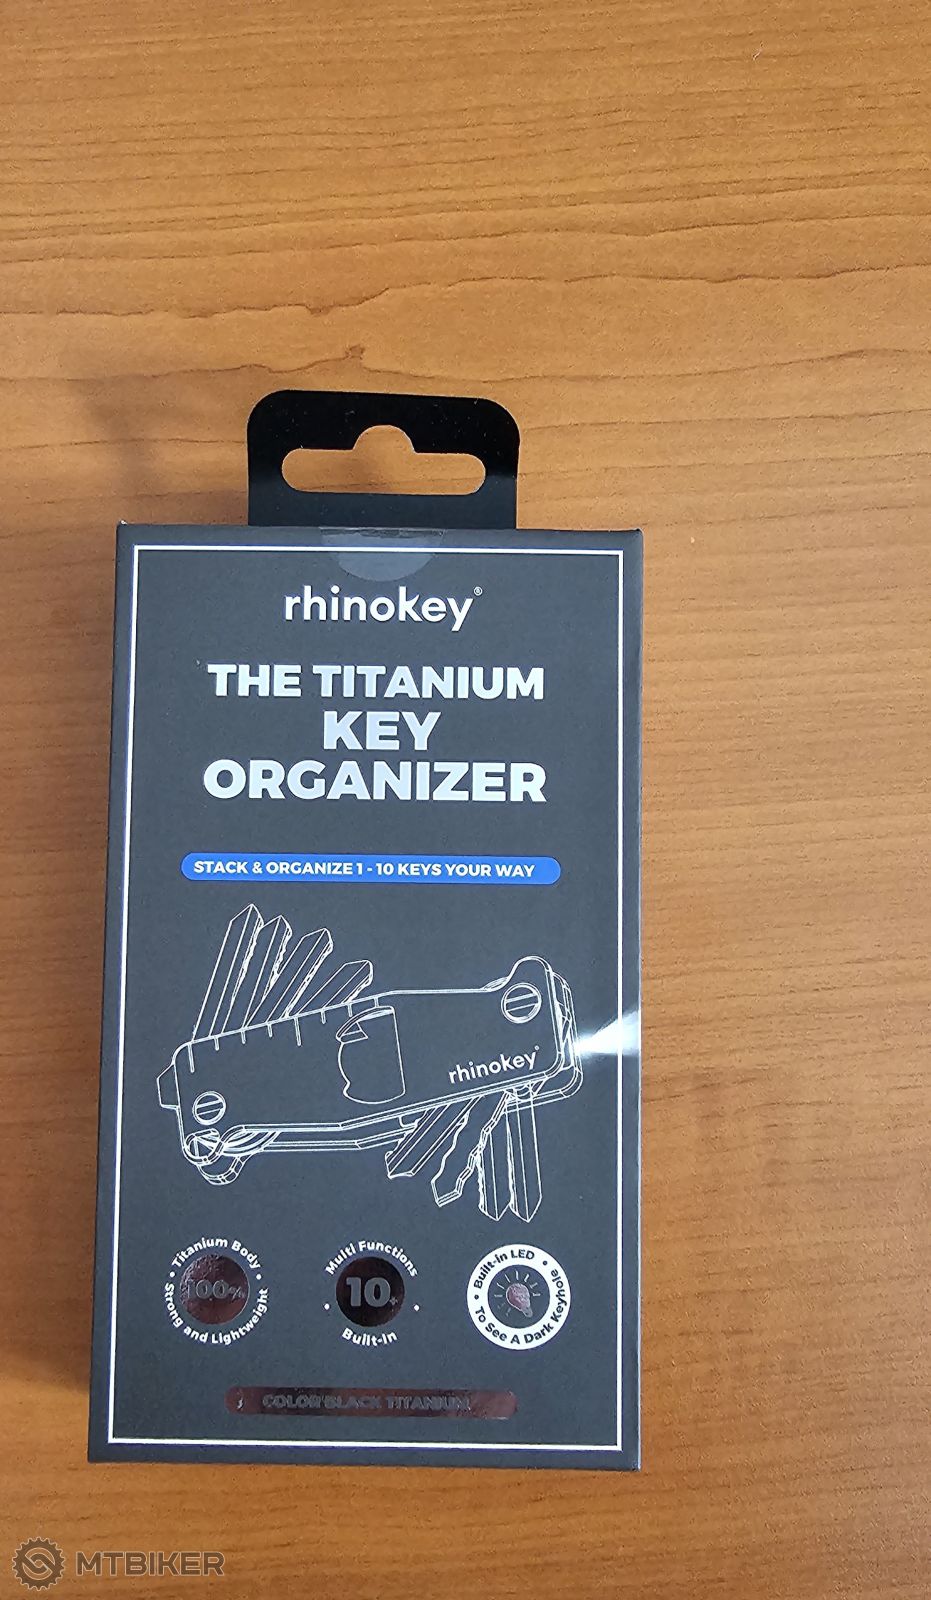 rhinokey®
THE TITANIUM
KEY
ORGANIZER
STACK & ORGANIZE 1 - 10 KEYS YOUR WAY
rhinokey®
Titanium Body
100%
Strong and Lightweight
Multi Functions
10
Built-In
Built-in LED
To See A Dark Keyhole
COLOR BLACK TITANIUM
MTBIKER